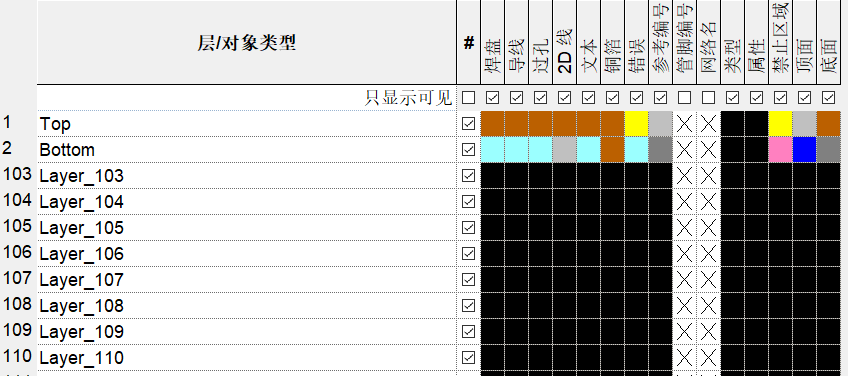 层/对象类型 # 焊盘 导线 过孔 2D 线 文本 铜箔 错误 参考编号 管脚编号 网络名 类型 属性 禁止区域 顶面 底面
只显示可见
1 Top
2 Bottom
103 Layer_103
104 Layer_104
105 Layer_105
106 Layer_106
107 Layer_107
108 Layer_108
109 Layer_109
110 Layer_110